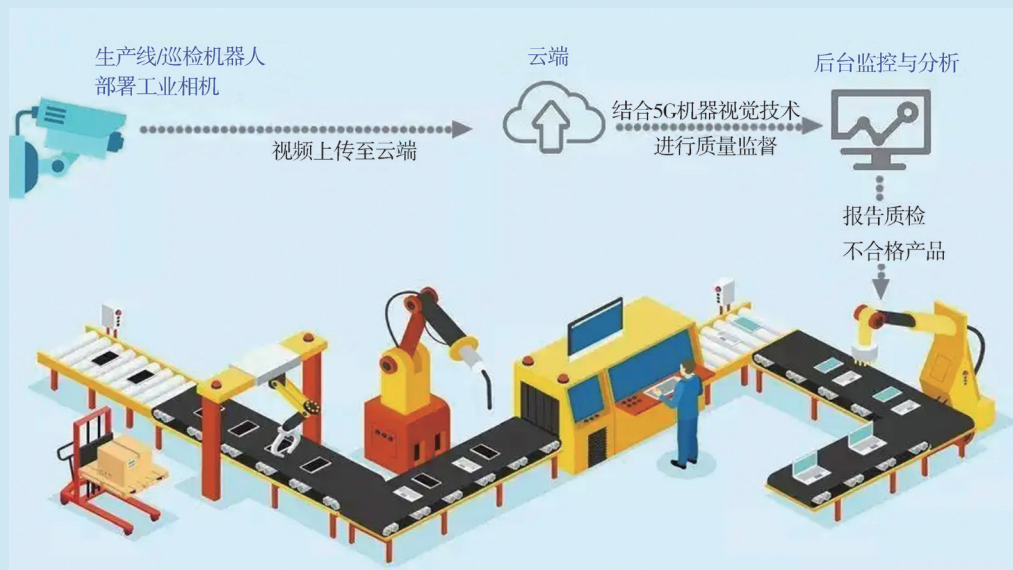 生产线/巡检机器人
部署工业相机
云端
后台监控与分析
视频上传至云端
结合5G机器视觉技术
进行质量监督
报告质检
不合格产品